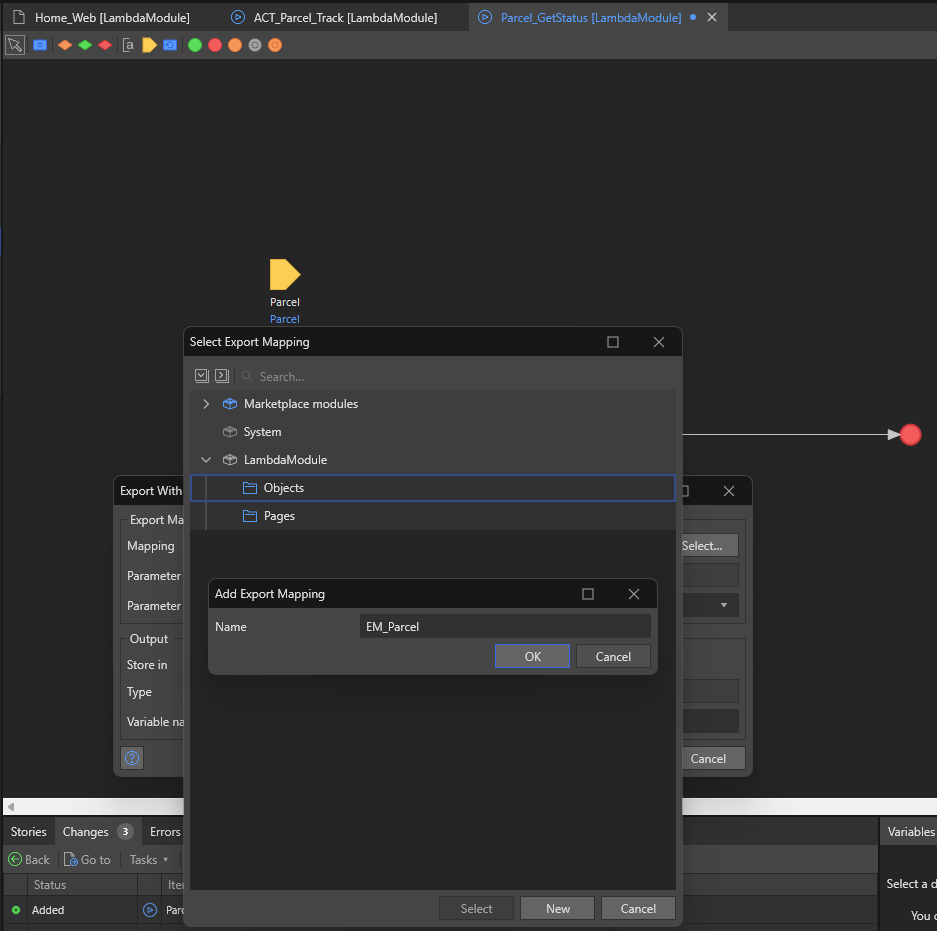 Home_Web [LambdaModule] ACT_Parcel_Track [LambdaModule] Parcel_GetStatus [LambdaModule]
Parcel
Parcel
Select Export Mapping
Search...
Marketplace modules
System
LambdaModule
Objects
Pages
Export With
Export Ma
Mapping Select...
Parameter
Parameter
Output
Store in
Type
Variable na
Cancel
Add Export Mapping
Name EM_Parcel
OK Cancel
Select New Cancel
Stories Changes 3 Errors
Back Go to Tasks
Status Iter
Added Parc
Variables
Select a d
You c